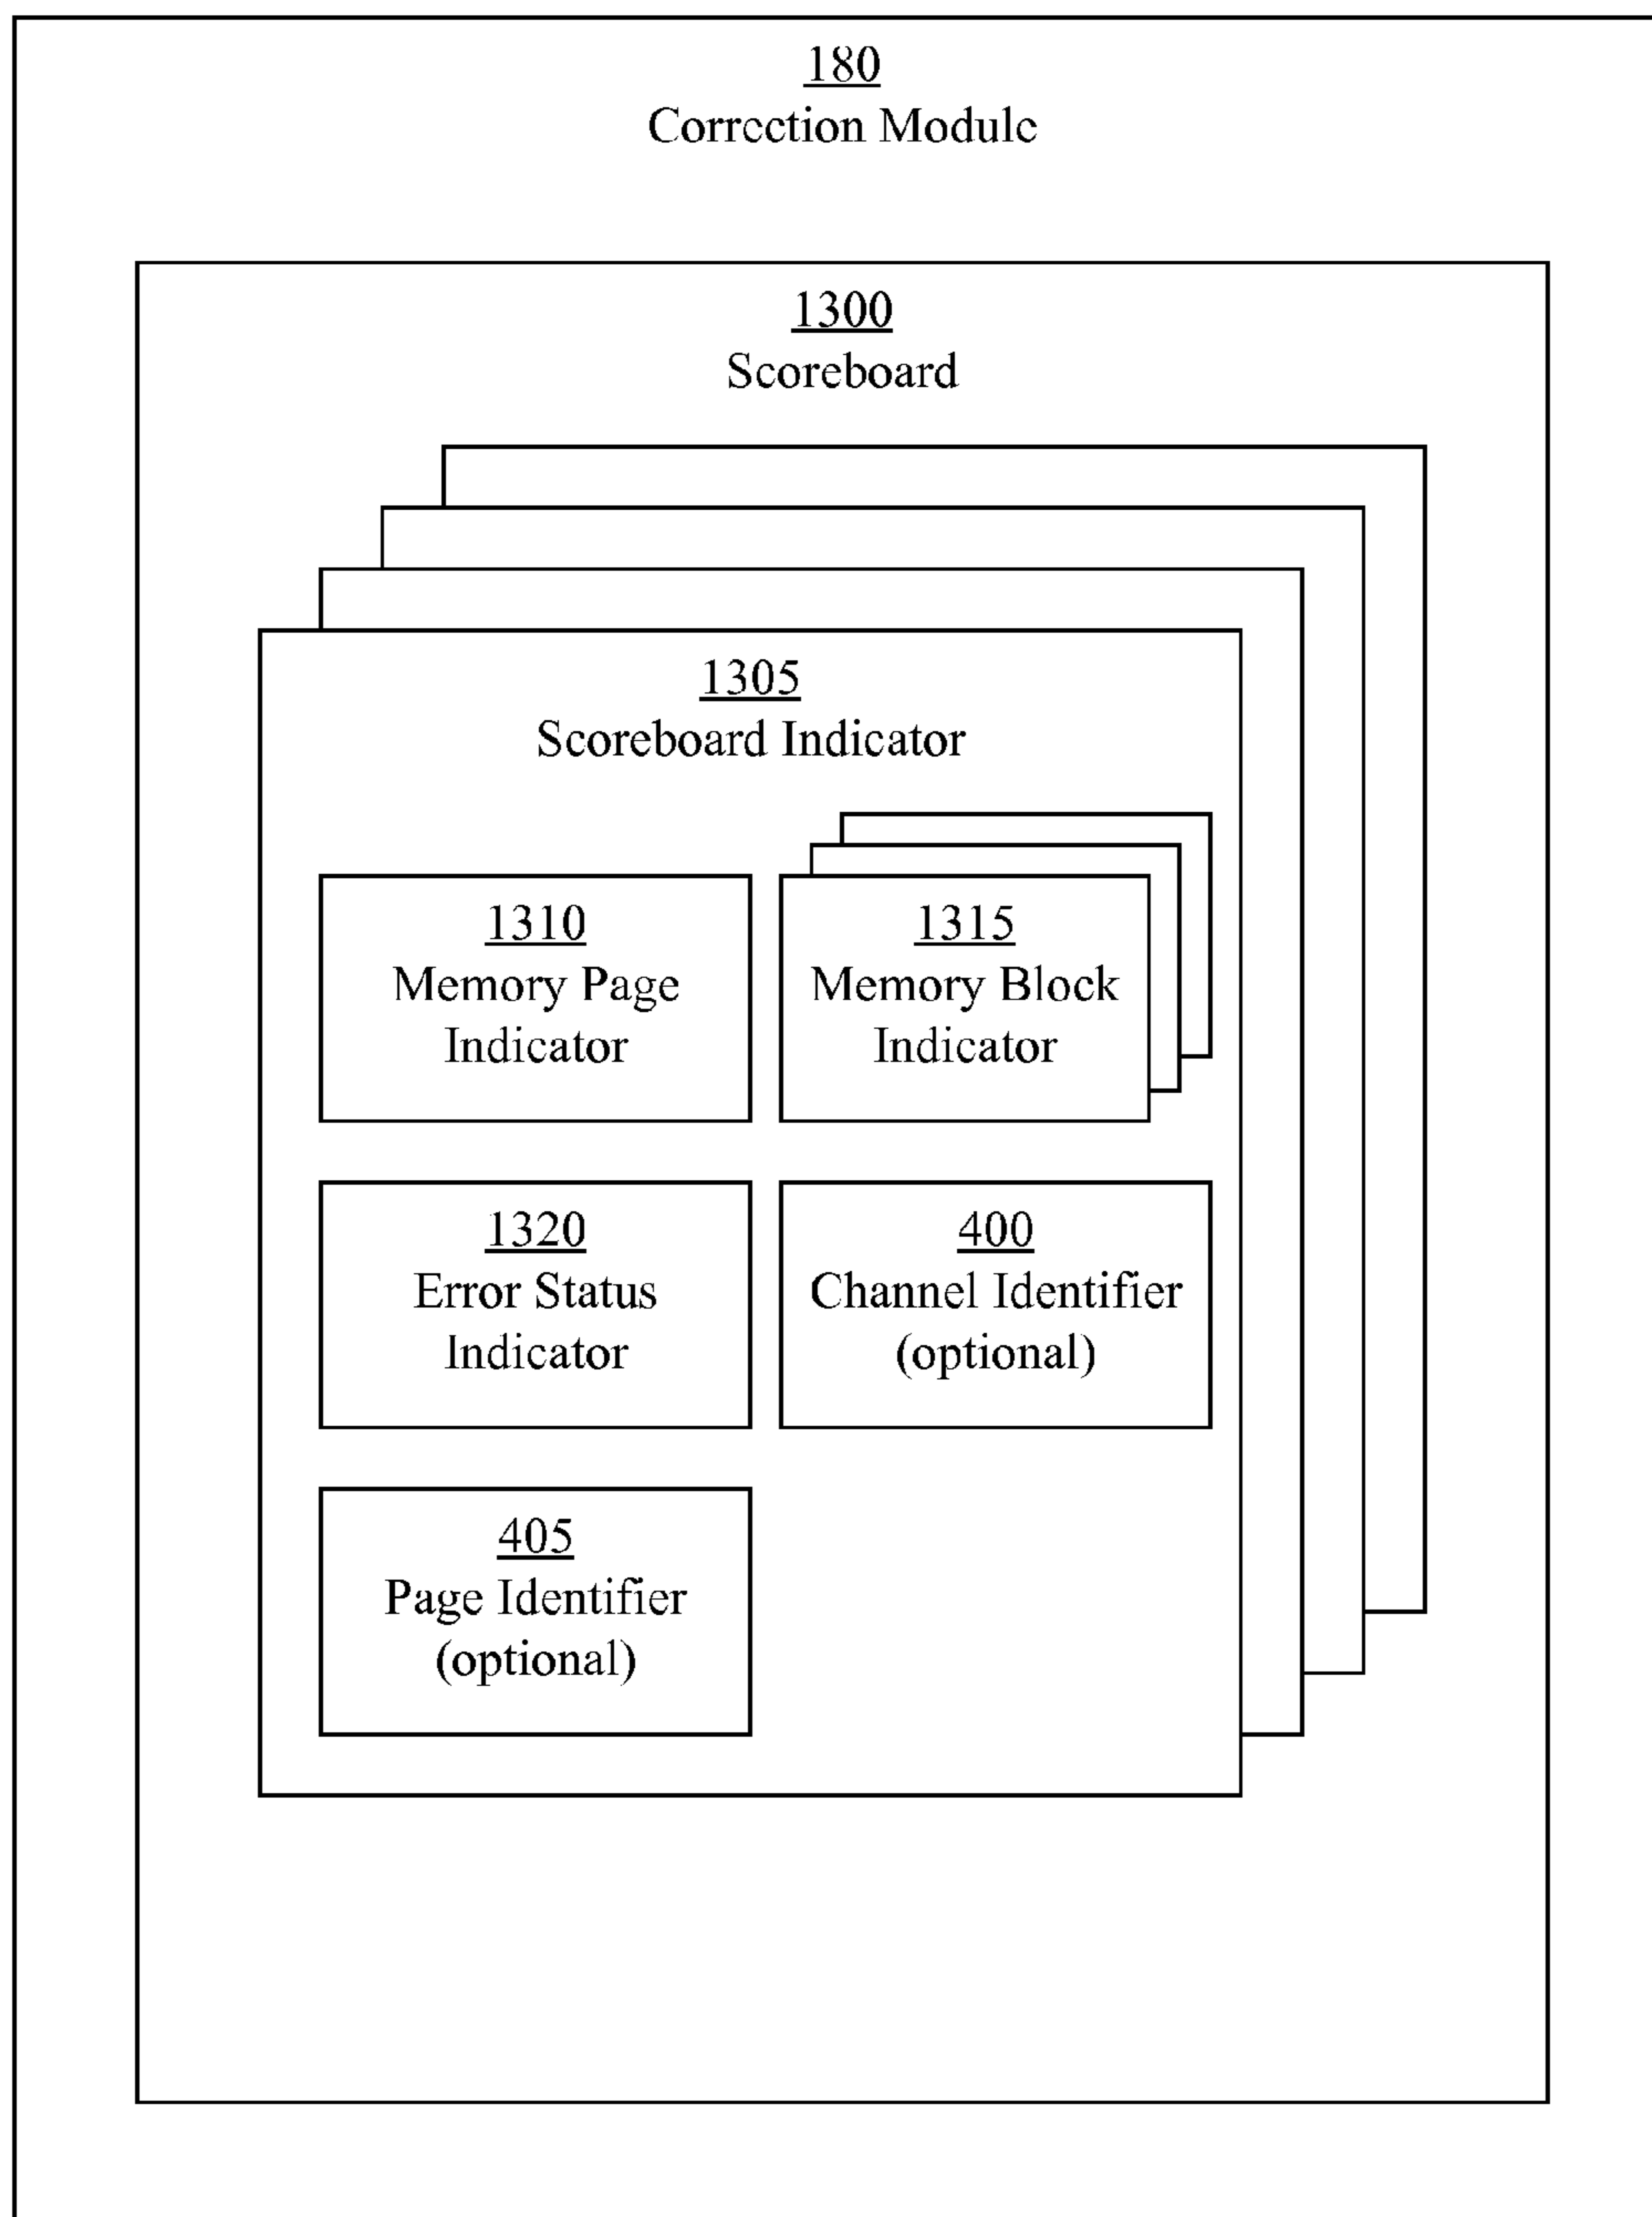 180
Correction Module
1300
Scoreboard
1305
Scoreboard Indicator
1310
Memory Page
Indicator
1315
Memory Block
Indicator
1320
Error Status
Indicator
400
Channel Identifier
(optional)
405
Page Identifier
(optional)